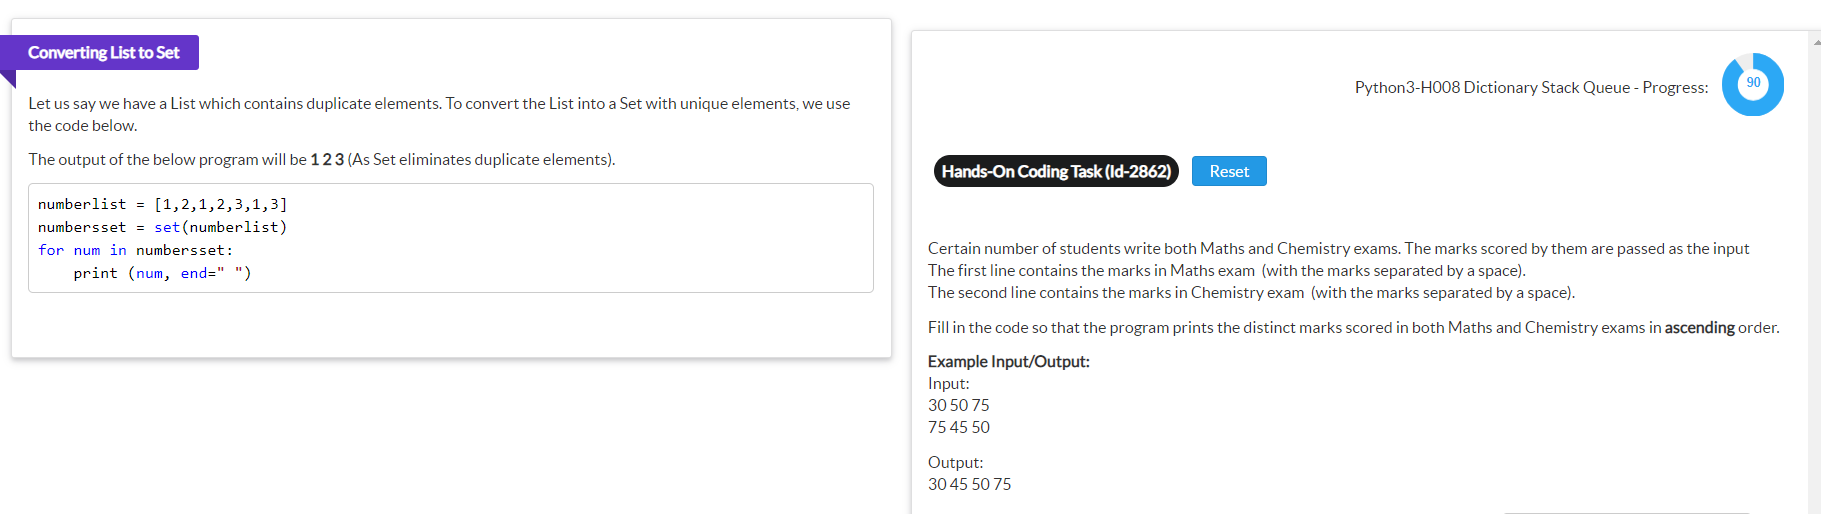 Converting List to Set
Let us say we have a List which contains duplicate elements. To convert the List into a Set with unique elements, we use
the code below.
The output of the below program will be 1 2 3 (As Set eliminates duplicate elements).
numberlist = [1,2,1,2,3,1,3]
numbersset = set(numberlist)
for num in numbersset:
    print (num, end=" ")
Python3-H008 Dictionary Stack Queue - Progress:
90
Hands-On Coding Task (Id-2862)
Reset
Certain number of students write both Maths and Chemistry exams. The marks scored by them are passed as the input
The first line contains the marks in Maths exam  (with the marks separated by a space).
The second line contains the marks in Chemistry exam  (with the marks separated by a space).
Fill in the code so that the program prints the distinct marks scored in both Maths and Chemistry exams in ascending order.
Example Input/Output:
Input:
30 50 75
75 45 50
Output:
30 45 50 75